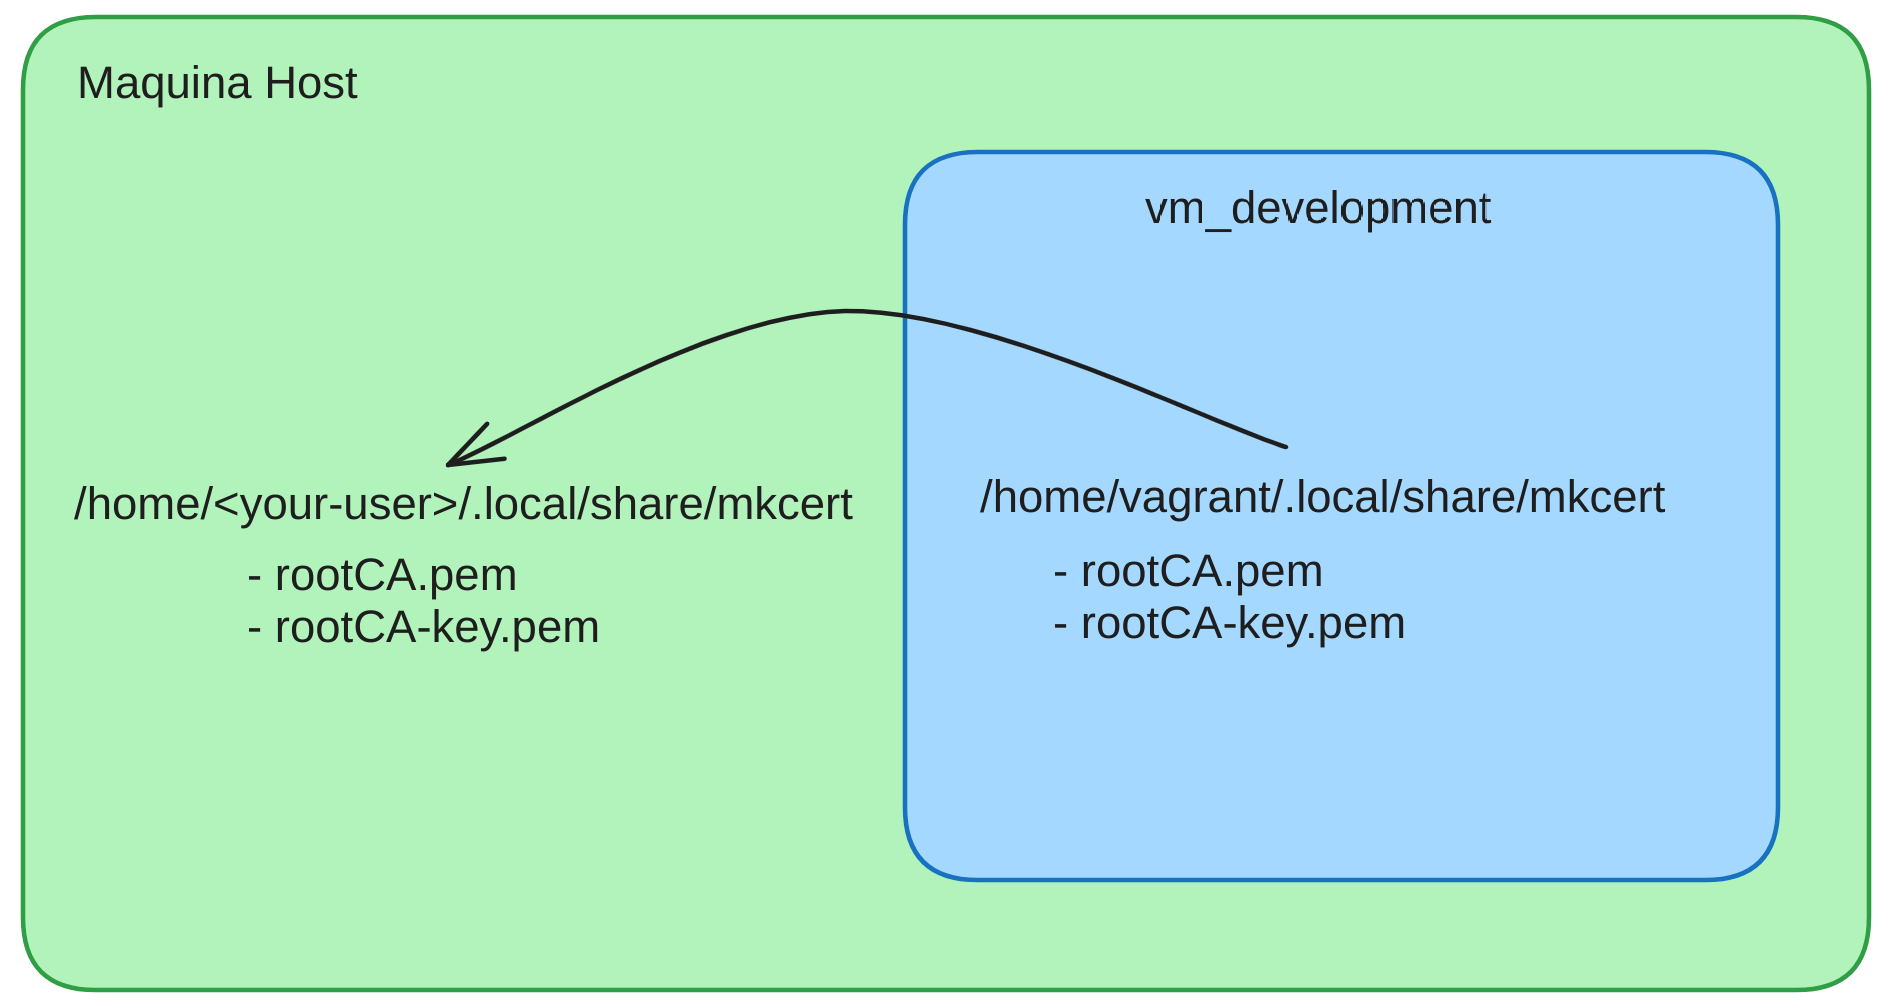 Maquina Host
vm_development
/home/<your-user>/.local/share/mkcert
- rootCA.pem
- rootCA-key.pem
/home/vagrant/.local/share/mkcert
- rootCA.pem
- rootCA-key.pem